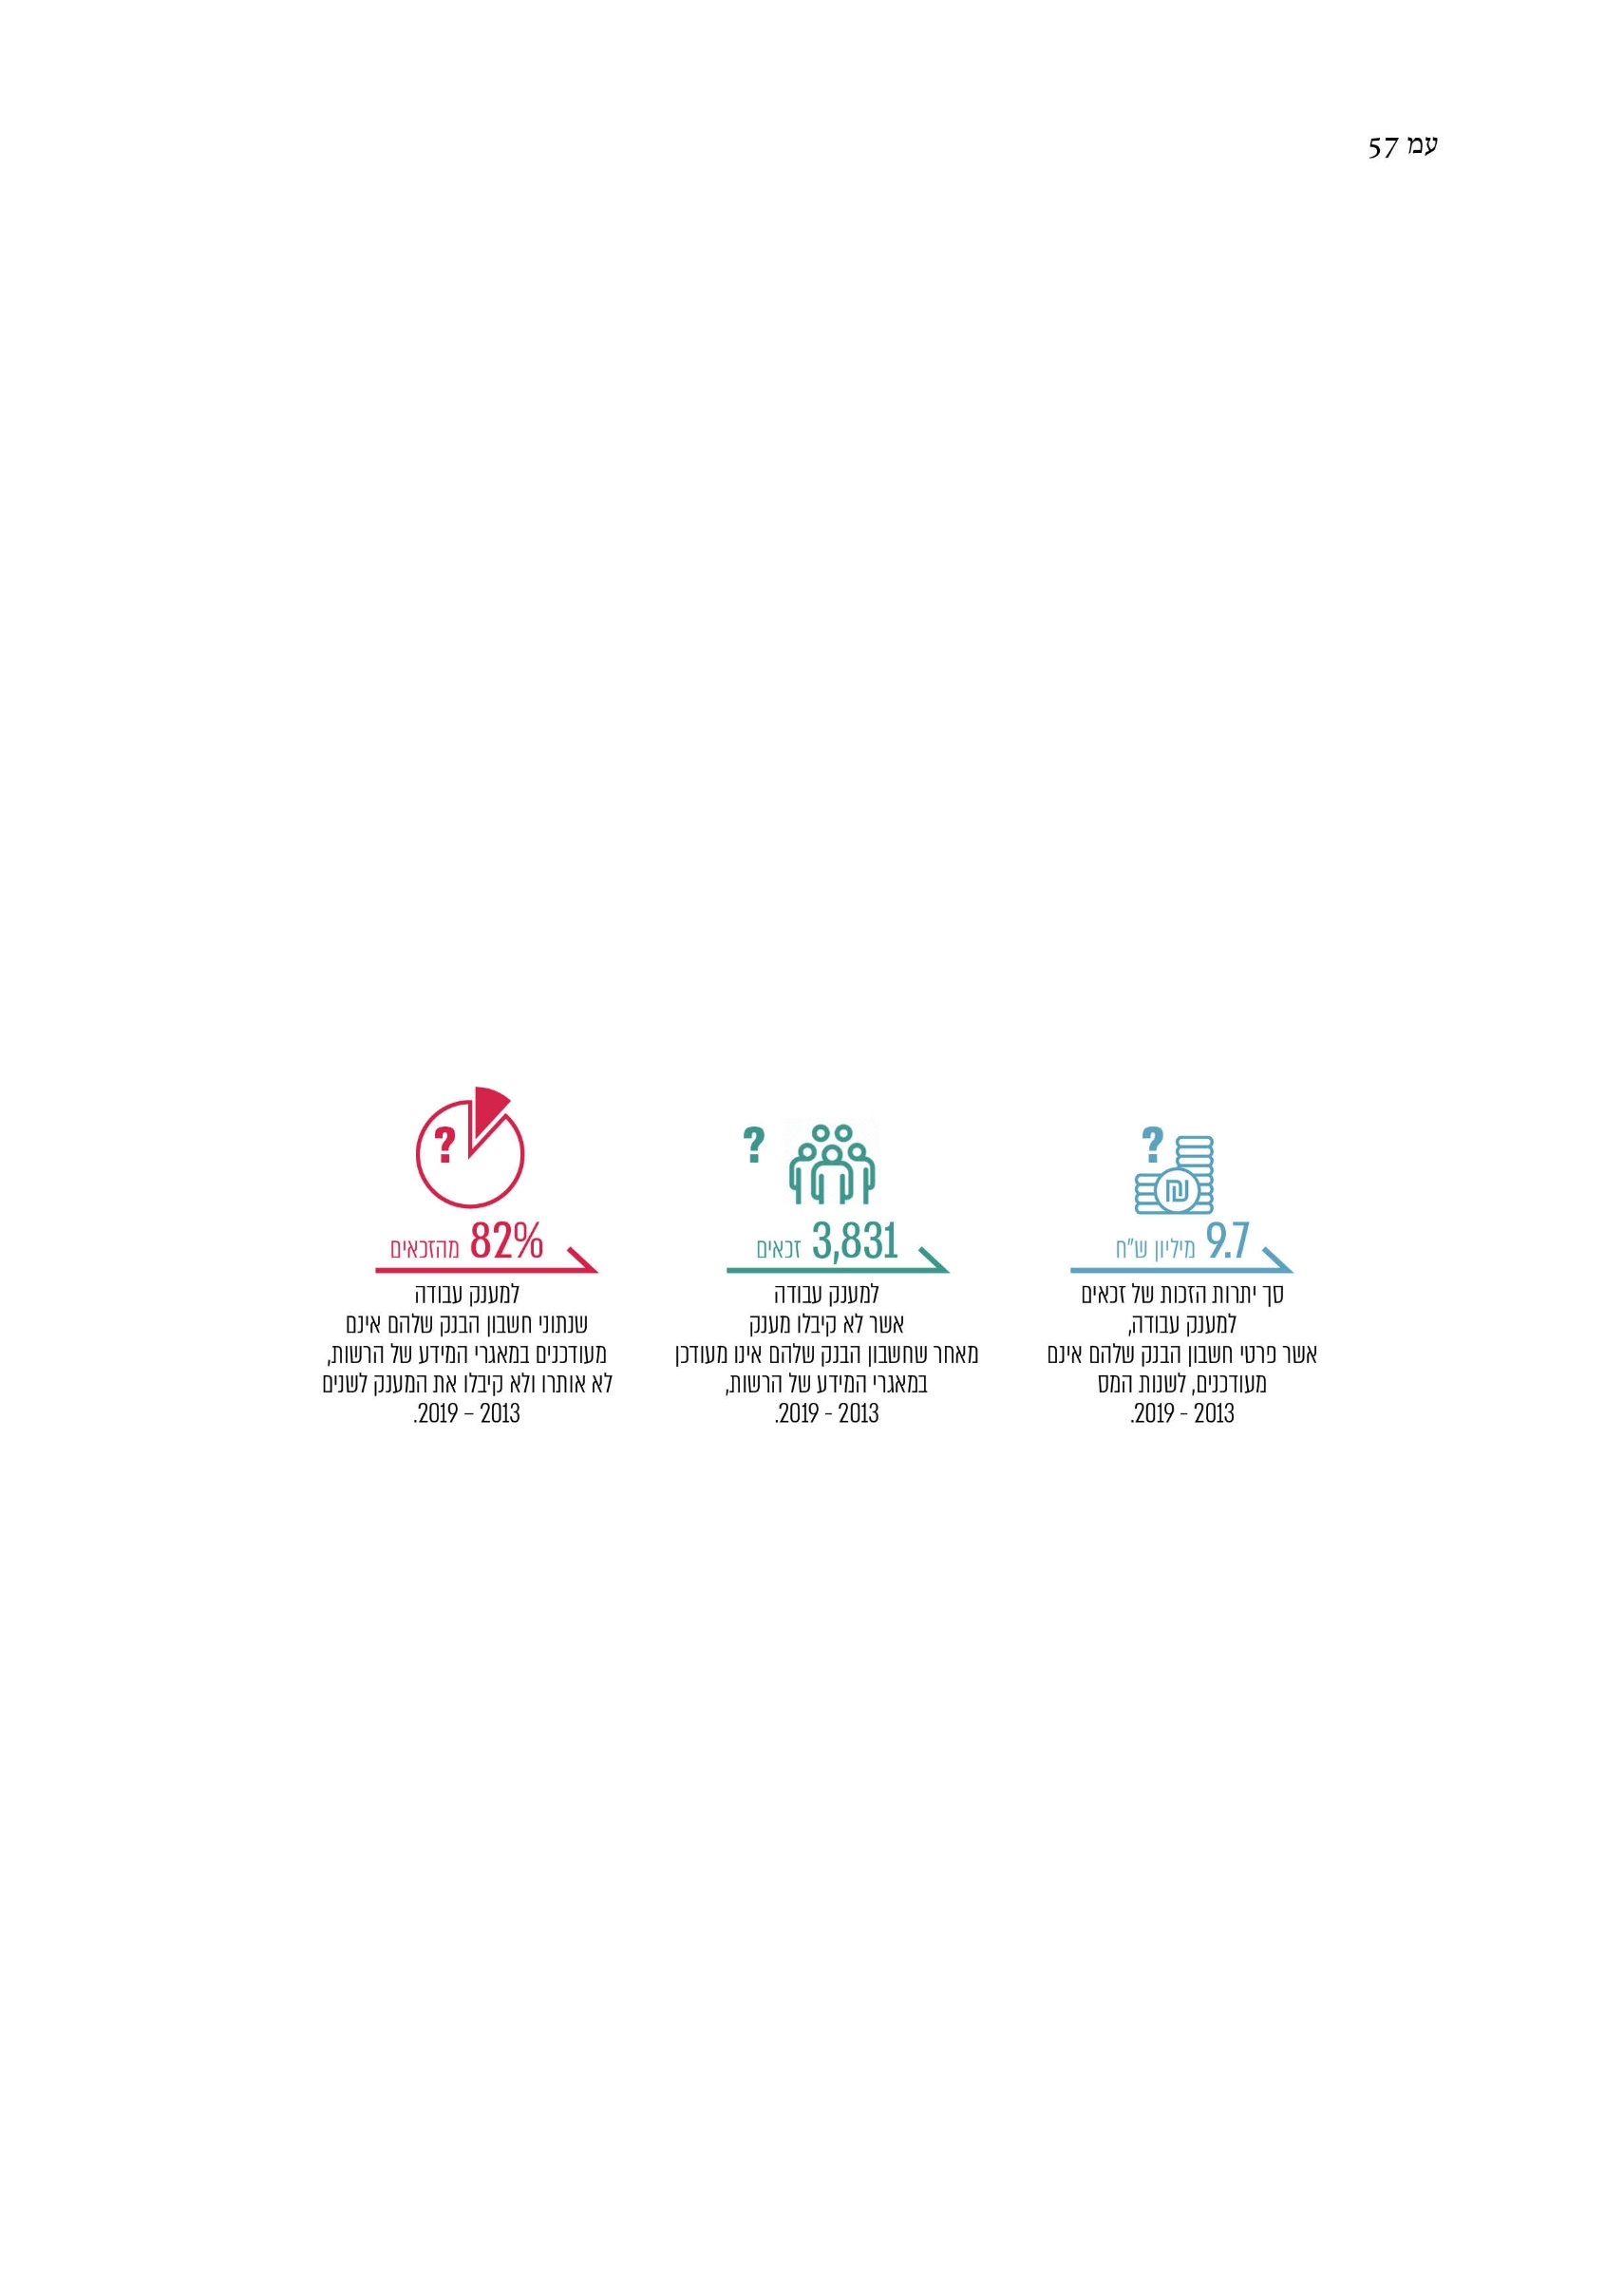 עמ 57
?
9.7 מיליון ש"ח
סך יתרות הזכות של זכאים
למענק עבודה,
אשר פרטי חשבון הבנק שלהם אינם
מעודכנים, לשנות המס
2013 - 2019.
?
3,831 זכאים
למענק עבודה
אשר לא קיבלו מענק
מאחר שחשבון הבנק שלהם אינו מעודכן
במאגרי המידע של הרשות,
2013 - 2019.
?
82% מהזכאים
למענק עבודה
שנתוני חשבון הבנק שלהם אינם
מעודכנים במאגרי המידע של הרשות,
לא אותרו ולא קיבלו את המענק לשנים
2013 – 2019.